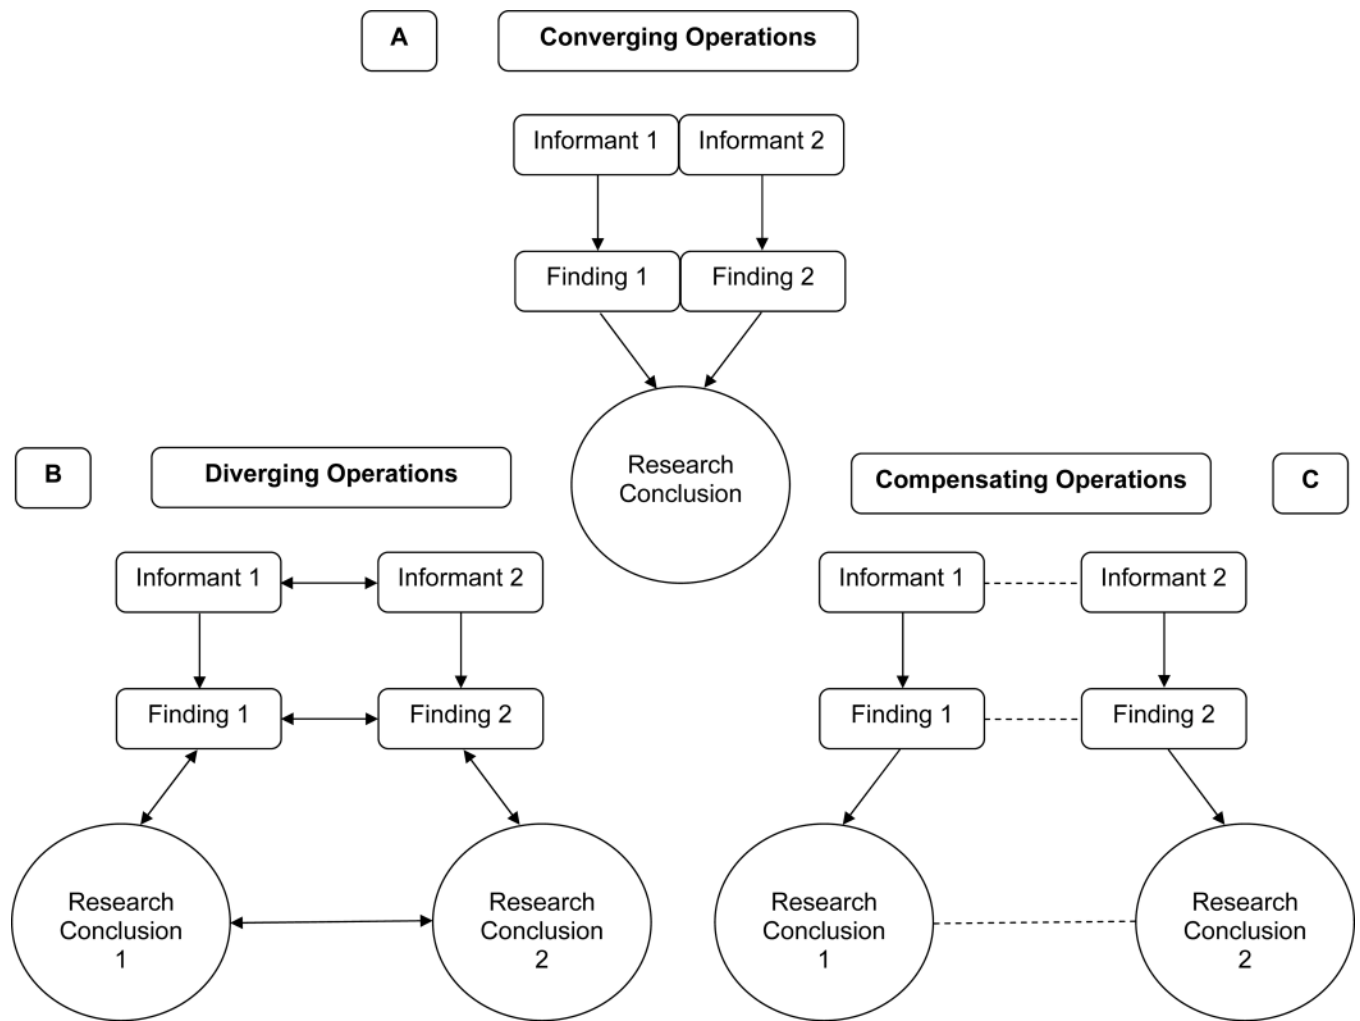 A
Converging Operations
Informant 1
Informant 2
Finding 1
Finding 2
Research
Conclusion
B
Diverging Operations
Informant 1
Informant 2
Finding 1
Finding 2
Research
Conclusion
1
Research
Conclusion
2
Compensating Operations
C
Informant 1
Informant 2
Finding 1
Finding 2
Research
Conclusion
1
Research
Conclusion
2